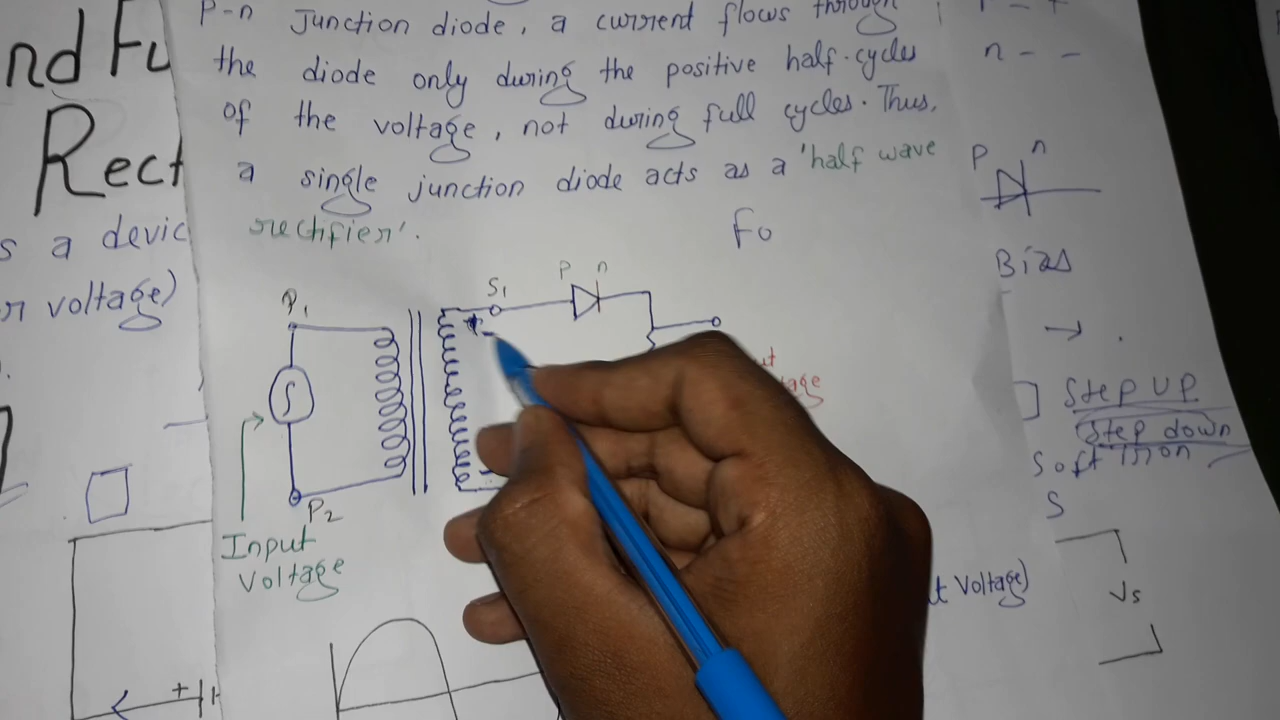 nd Fu
Rect
s a devic
r voltage)
P-n Junction diode, a current flows through
the diode only during the positive half-cycles
of the voltage, not during full cycles. Thus,
a single junction diode acts as a 'half wave
rectifier'.
Fo
P1
S1
P n
P2
Input
Voltage
t Voltage)
+
n - -
P n
Bias
→
Step UP
Step down
Soft iron
S
Vs